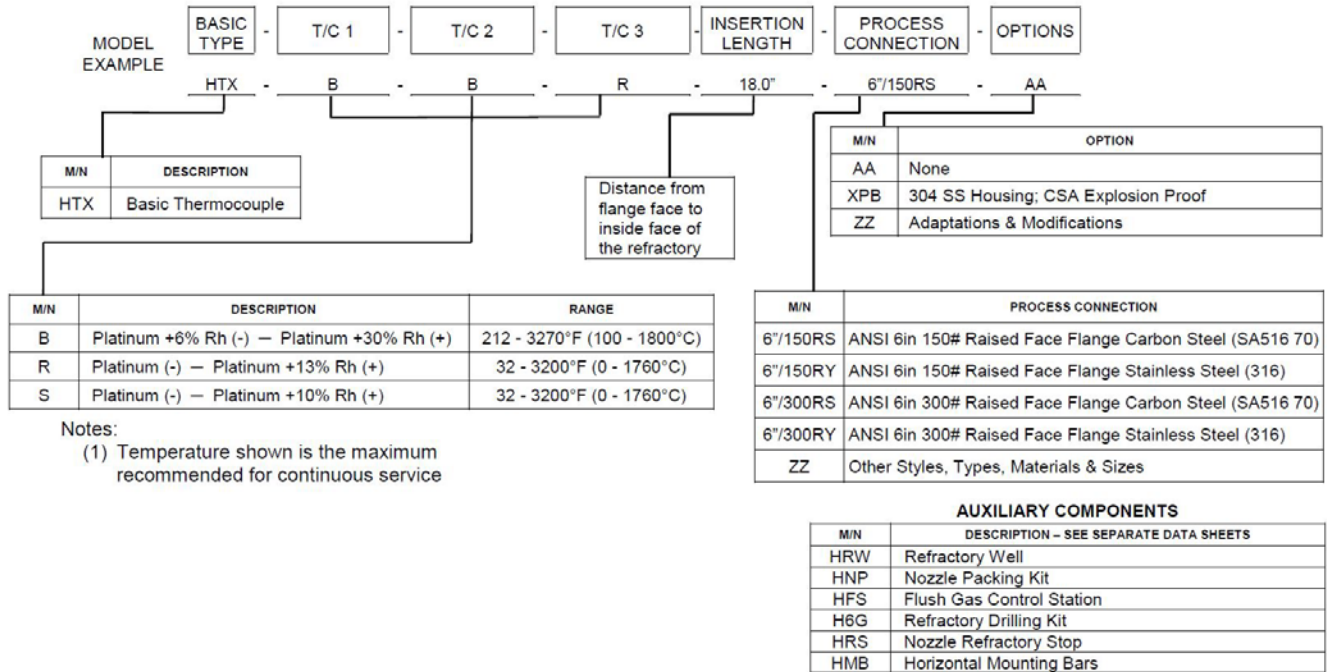 MODEL EXAMPLE
BASIC TYPE - T/C 1 - T/C 2 - T/C 3 - INSERTION LENGTH - PROCESS CONNECTION - OPTIONS
HTX - B - B - R - 18.0" - 6"/150RS - AA
M/N DESCRIPTION
HTX Basic Thermocouple
Distance from
flange face to
inside face of
the refractory
M/N OPTION
AA None
XPB 304 SS Housing; CSA Explosion Proof
ZZ Adaptations & Modifications
M/N DESCRIPTION RANGE
B Platinum +6% Rh (-) — Platinum +30% Rh (+) 212 - 3270°F (100 - 1800°C)
R Platinum (-) — Platinum +13% Rh (+) 32 - 3200°F (0 - 1760°C)
S Platinum (-) — Platinum +10% Rh (+) 32 - 3200°F (0 - 1760°C)
Notes:
(1) Temperature shown is the maximum
recommended for continuous service
M/N PROCESS CONNECTION
6"/150RS ANSI 6in 150# Raised Face Flange Carbon Steel (SA516 70)
6"/150RY ANSI 6in 150# Raised Face Flange Stainless Steel (316)
6"/300RS ANSI 6in 300# Raised Face Flange Carbon Steel (SA516 70)
6"/300RY ANSI 6in 300# Raised Face Flange Stainless Steel (316)
ZZ Other Styles, Types, Materials & Sizes
AUXILIARY COMPONENTS
M/N DESCRIPTION – SEE SEPARATE DATA SHEETS
HRW Refractory Well
HNP Nozzle Packing Kit
HFS Flush Gas Control Station
H6G Refractory Drilling Kit
HRS Nozzle Refractory Stop
HMB Horizontal Mounting Bars